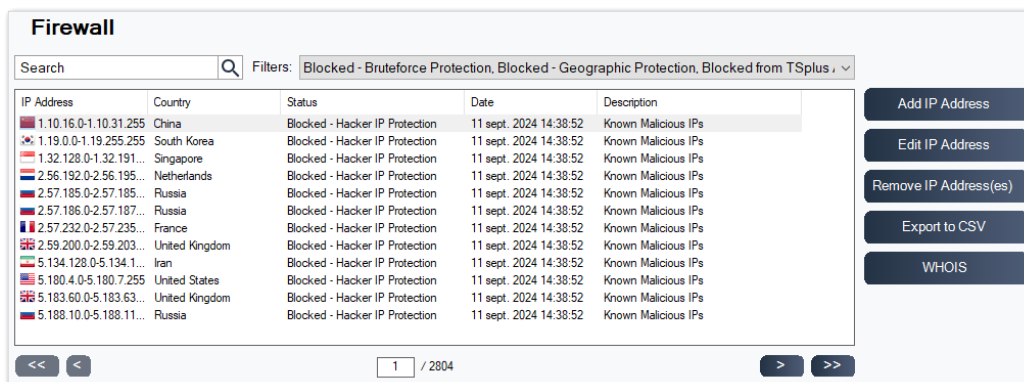 Firewall
Search Filters: Blocked - Bruteforce Protection, Blocked - Geographic Protection, Blocked from TSplus
IP Address Country Status Date Description
1.10.16.0-1.10.31.255 China Blocked - Hacker IP Protection 11 sept. 2024 14:38:52 Known Malicious IPs
1.19.0.0-1.19.255.255 South Korea Blocked - Hacker IP Protection 11 sept. 2024 14:38:52 Known Malicious IPs
1.32.128.0-1.32.191... Singapore Blocked - Hacker IP Protection 11 sept. 2024 14:38:52 Known Malicious IPs
2.56.192.0-2.56.195... Netherlands Blocked - Hacker IP Protection 11 sept. 2024 14:38:52 Known Malicious IPs
2.57.185.0-2.57.185... Russia Blocked - Hacker IP Protection 11 sept. 2024 14:38:52 Known Malicious IPs
2.57.186.0-2.57.187... Russia Blocked - Hacker IP Protection 11 sept. 2024 14:38:52 Known Malicious IPs
2.57.232.0-2.57.235... France Blocked - Hacker IP Protection 11 sept. 2024 14:38:52 Known Malicious IPs
2.59.200.0-2.59.203... United Kingdom Blocked - Hacker IP Protection 11 sept. 2024 14:38:52 Known Malicious IPs
5.134.128.0-5.134.1... Iran Blocked - Hacker IP Protection 11 sept. 2024 14:38:52 Known Malicious IPs
5.180.4.0-5.180.7.255 United States Blocked - Hacker IP Protection 11 sept. 2024 14:38:52 Known Malicious IPs
5.183.60.0-5.183.63... United Kingdom Blocked - Hacker IP Protection 11 sept. 2024 14:38:52 Known Malicious IPs
5.188.10.0-5.188.11... Russia Blocked - Hacker IP Protection 11 sept. 2024 14:38:52 Known Malicious IPs
Add IP Address
Edit IP Address
Remove IP Address(es)
Export to CSV
WHOIS
<< < 1 / 2804 > >>